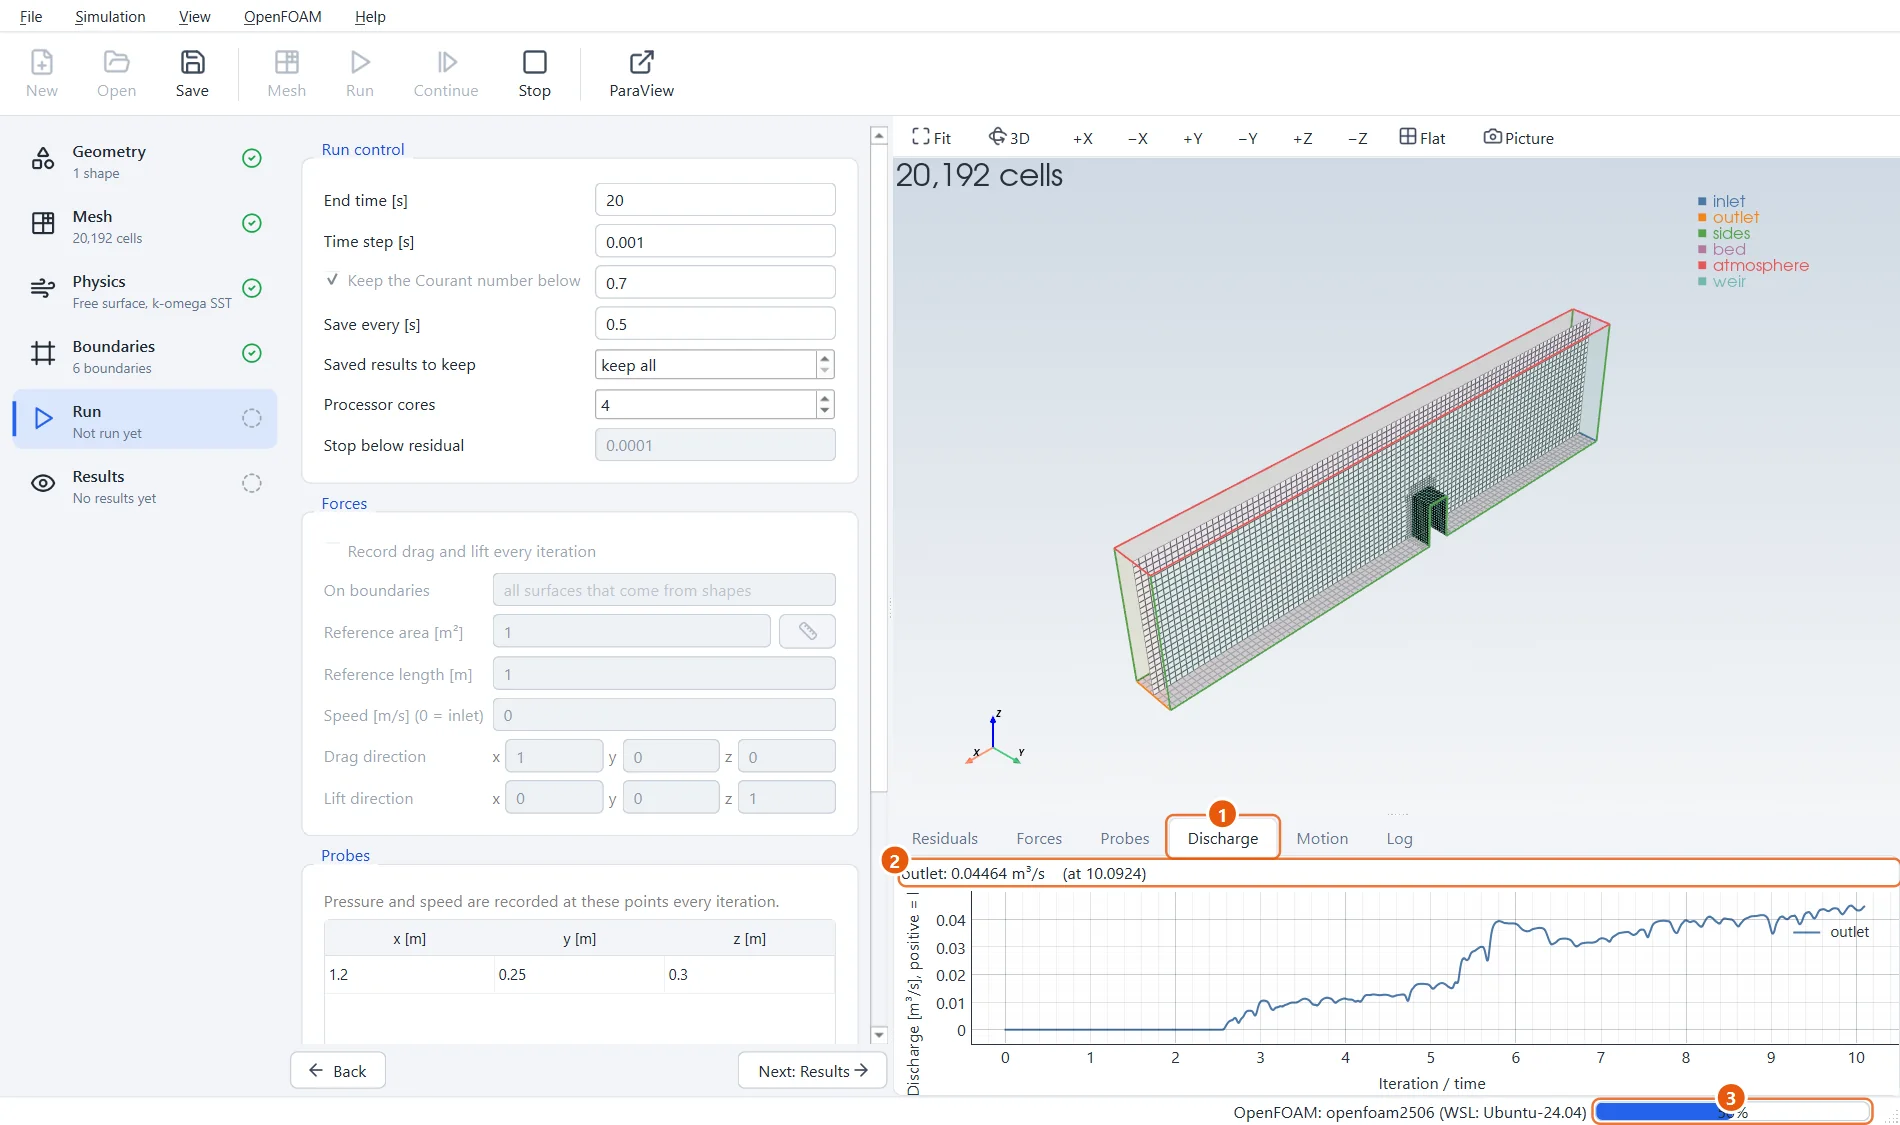 File Simulation View OpenFOAM Help
New Open Save Mesh Run Continue Stop ParaView
Geometry
1 shape
Mesh
20,192 cells
Physics
Free surface, k-omega SST
Boundaries
6 boundaries
Run
Not run yet
Results
No results yet
Run control
End time [s] 20
Time step [s] 0.001
Keep the Courant number below 0.7
Save every [s] 0.5
Saved results to keep keep all
Processor cores 4
Stop below residual 0.0001
Forces
Record drag and lift every iteration
On boundaries all surfaces that come from shapes
Reference area [m²] 1
Reference length [m] 1
Speed [m/s] (0 = inlet) 0
Drag direction x 1 y 0 z 0
Lift direction x 0 y 0 z 1
Probes
Pressure and speed are recorded at these points every iteration.
x [m] y [m] z [m]
1.2 0.25 0.3
Back Next: Results
Fit 3D +X −X +Y −Y +Z −Z Flat Picture
20,192 cells
inlet
outlet
sides
bed
atmosphere
weir
Z
X Y
1
Residuals Forces Probes Discharge Motion Log
2
outlet: 0.04464 m³/s (at 10.0924)
Discharge [m³/s], positive =
0.04
0.03
0.02
0.01
0
outlet
0 1 2 3 4 5 6 7 8 9 10
Iteration / time
3
OpenFOAM: openfoam2506 (WSL: Ubuntu-24.04)